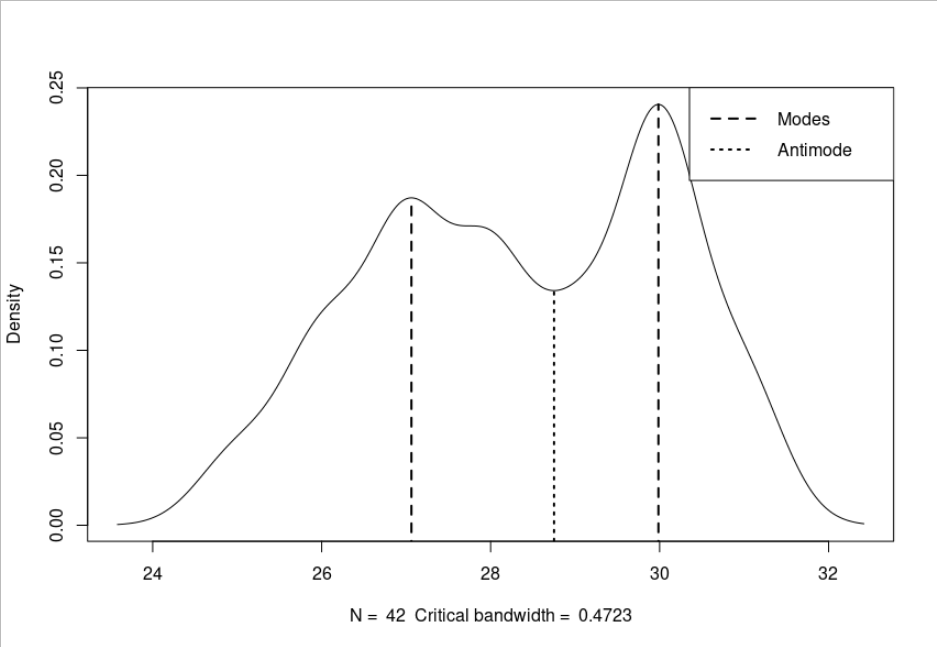 Modes
Antimode
Density
0.25
0.20
0.15
0.10
0.05
0.00
24 26 28 30 32
N = 42 Critical bandwidth = 0.4723